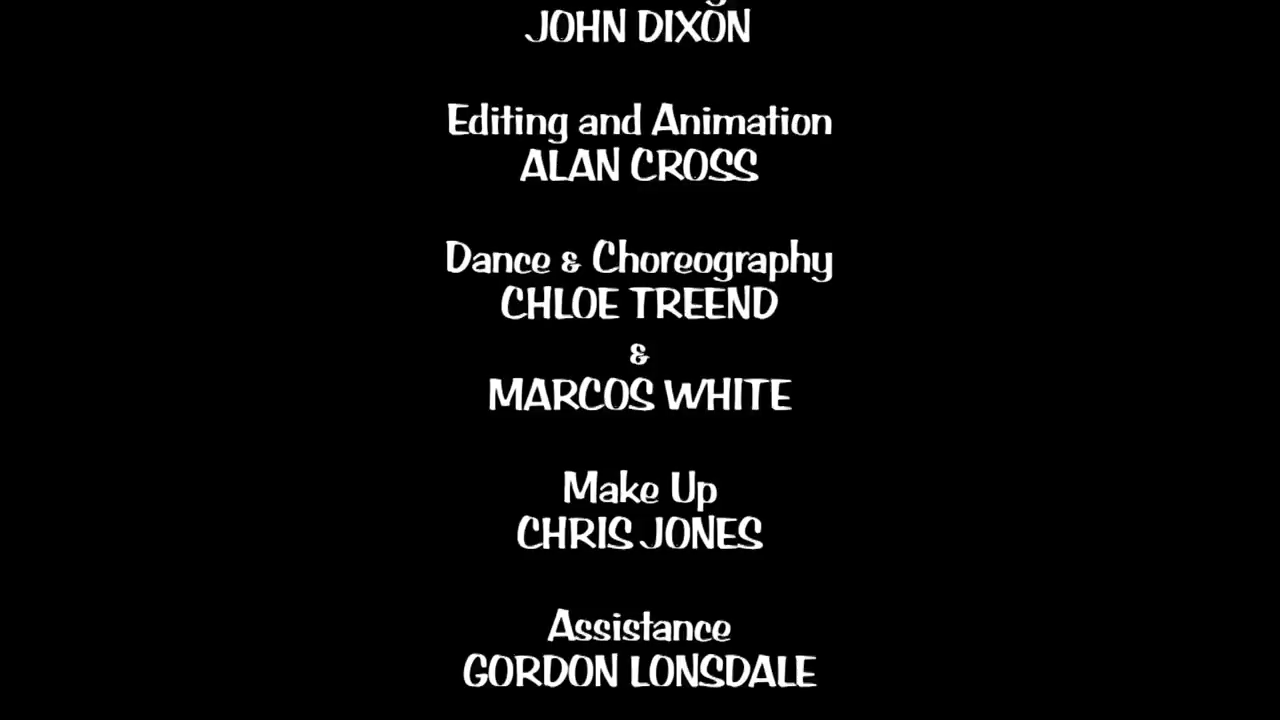 JOHN DIXON
Editing and Animation
ALAN CROSS
Dance & Choreography
CHLOE TREEND
&
MARCOS WHITE
Make Up
CHRIS JONES
Assistance
GORDON LONSDALE